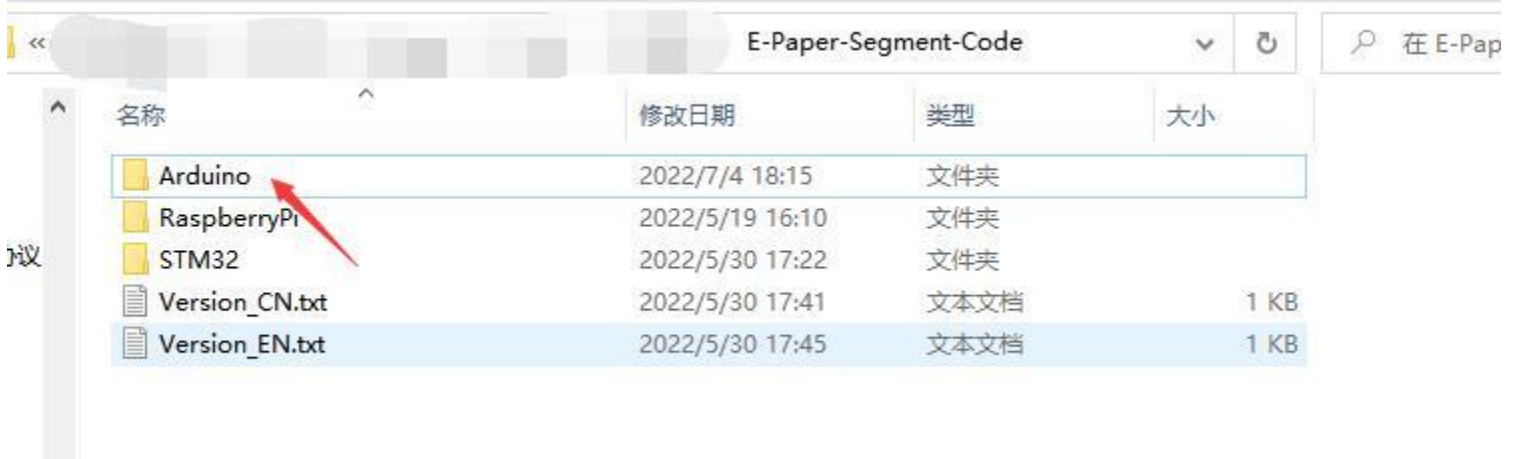 « E-Paper-Segment-Code 在 E-Pap
名称 修改日期 类型 大小
Arduino 2022/7/4 18:15 文件夹
RaspberryPi 2022/5/19 16:10 文件夹
STM32 2022/5/30 17:22 文件夹
办议
Version_CN.txt 2022/5/30 17:41 文本文档 1 KB
Version_EN.txt 2022/5/30 17:45 文本文档 1 KB